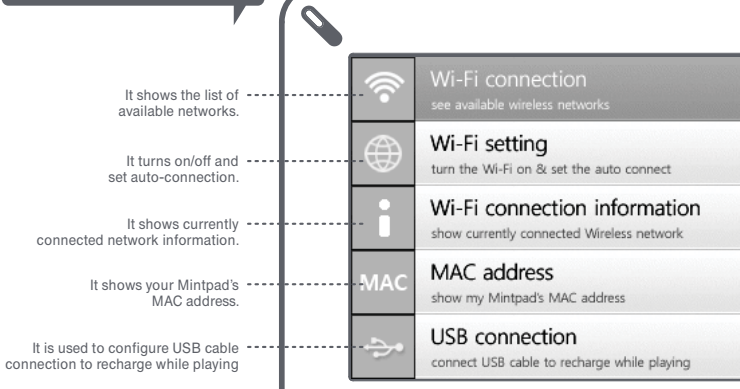 It shows the list of
available networks.
Wi-Fi connection
see available wireless networks
It turns on/off and
set auto-connection.
Wi-Fi setting
turn the Wi-Fi on & set the auto connect
It shows currently
connected network information.
Wi-Fi connection information
show currently connected Wireless network
It shows your Mintpad's
MAC address.
MAC
MAC address
show my Mintpad's MAC address
It is used to configure USB cable
connection to recharge while playing
USB connection
connect USB cable to recharge while playing